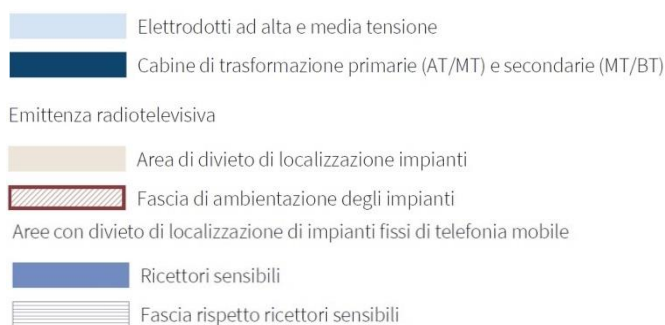 Elettrodotti ad alta e media tensione
Cabine di trasformazione primarie (AT/MT) e secondarie (MT/BT)
Emittenza radiotelevisiva
Area di divieto di localizzazione impianti
Fascia di ambientazione degli impianti
Aree con divieto di localizzazione di impianti fissi di telefonia mobile
Ricettori sensibili
Fascia rispetto ricettori sensibili